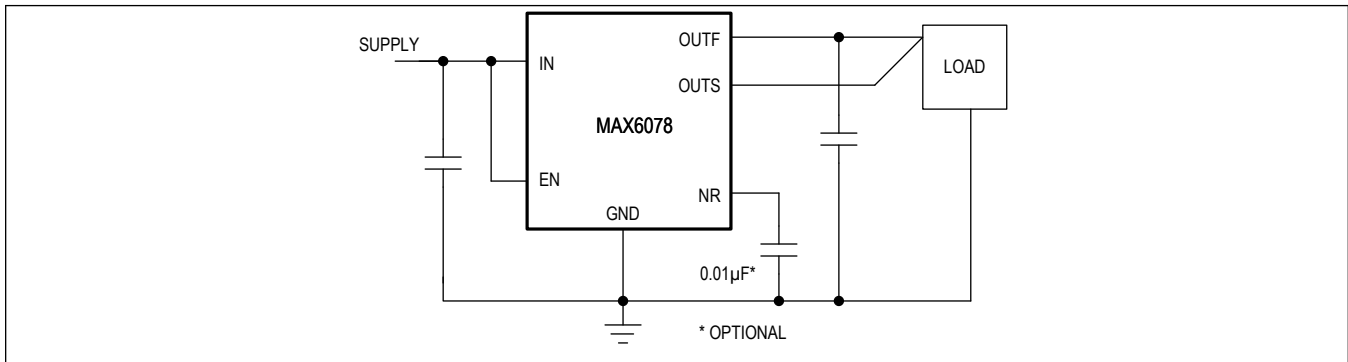 SUPPLY
IN
EN
MAX6078
GND
OUTF
OUTS
NR
LOAD
0.01µF*
* OPTIONAL